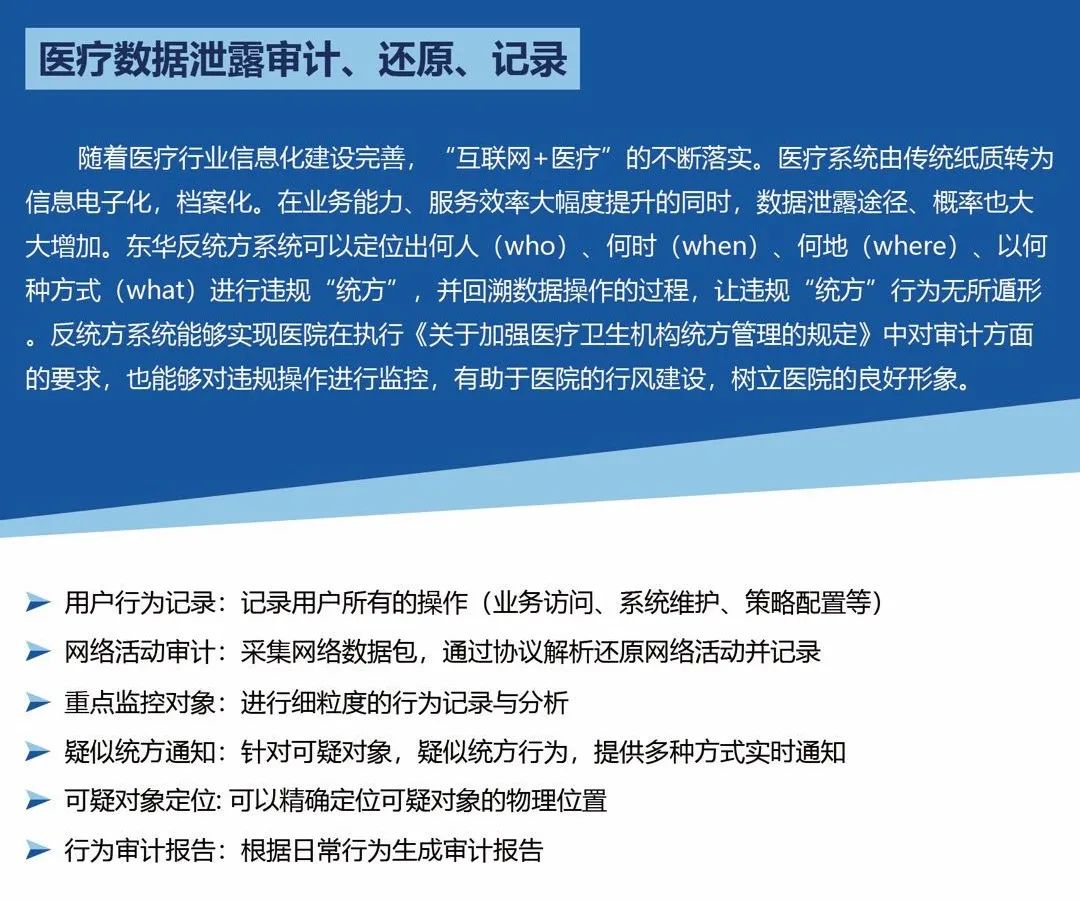 医疗数据泄露审计、还原、记录
随着医疗行业信息化建设完善，“互联网+医疗”的不断落实。医疗系统由传统纸质转为
信息电子化，档案化。在业务能力、服务效率大幅度提升的同时，数据泄露途径、概率也大
大增加。东华反统方系统可以定位出何人（who）、何时（when）、何地（where）、以何
种方式（what）进行违规“统方”，并回溯数据操作的过程，让违规“统方”行为无所遁形
。反统方系统能够实现医院在执行《关于加强医疗卫生机构统方管理的规定》中对审计方面
的要求，也能够对违规操作进行监控，有助于医院的行风建设，树立医院的良好形象。
用户行为记录：记录用户所有的操作（业务访问、系统维护、策略配置等）
网络活动审计：采集网络数据包，通过协议解析还原网络活动并记录
重点监控对象：进行细粒度的行为记录与分析
疑似统方通知：针对可疑对象，疑似统方行为，提供多种方式实时通知
可疑对象定位: 可以精确定位可疑对象的物理位置
行为审计报告：根据日常行为生成审计报告